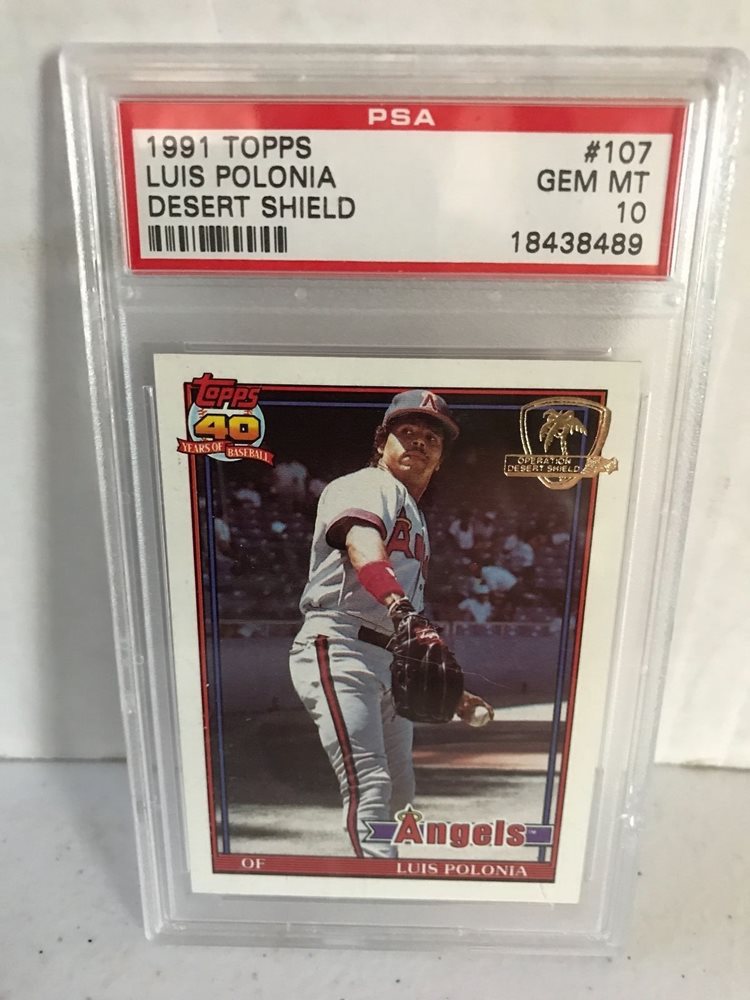 PSA
1991 TOPPS #107
LUIS POLONIA GEM MT
DESERT SHIELD 10
18438489
Topps
40
YEARS OF BASEBALL
A
OPERATION
DESERT SHIELD
A
Angels™
OF LUIS POLONIA